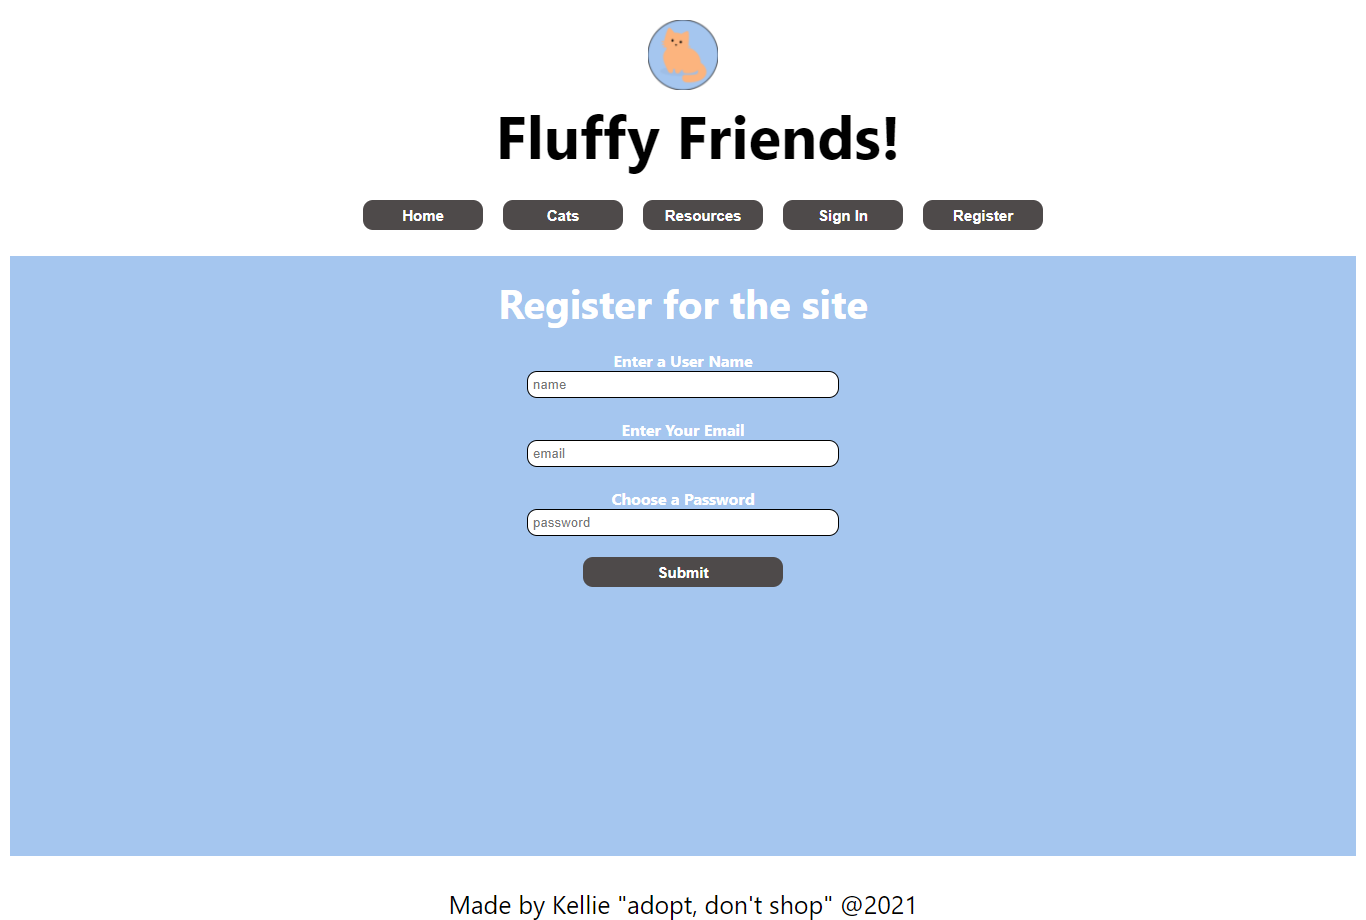 Fluffy Friends!
Home Cats Resources Sign In Register
Register for the site
Enter a User Name
name
Enter Your Email
email
Choose a Password
password
Submit
Made by Kellie "adopt, don't shop" @2021